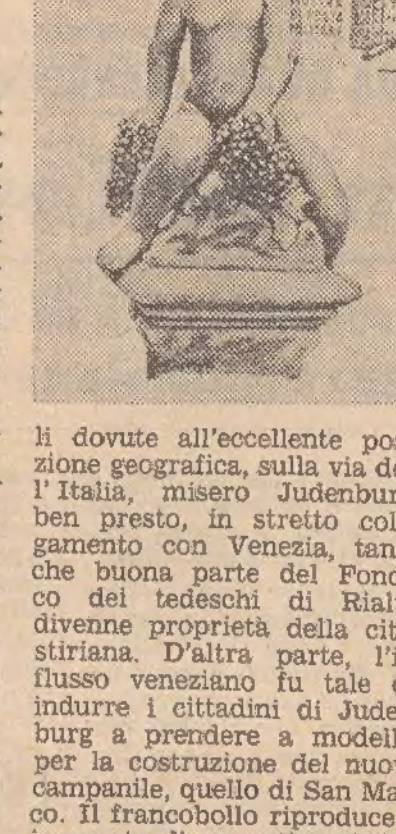 li dovute all'eccellente po
zione geografica, sulla via de
l'Italia, misero Judenbur
ben presto, in stretto col
gamento con Venezia, tan
che buona parte del Fond
co dei tedeschi di Rial
divenne proprietà della cit
stiriana. D'altra parte, l'i
flusso veneziano fu tale
indurre i cittadini di Jude
burg a prendere a modell
per la costruzione del nuov
campanile, quello di San Ma
co. Il francobollo riproduce